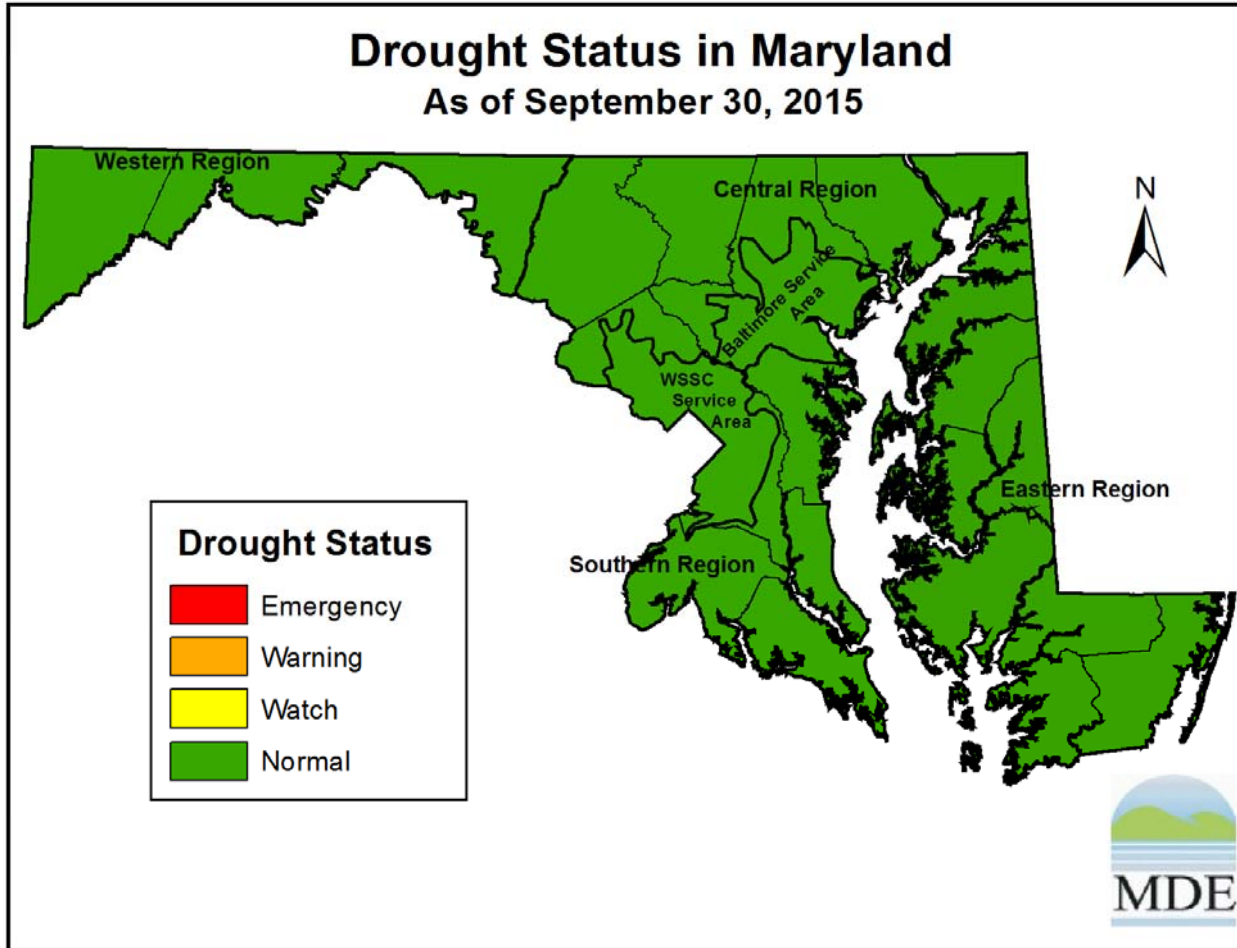 Drought Status in Maryland
As of September 30, 2015
Western Region
Central Region
N
Baltimore Service
Area
WSSC
Service
Area
Eastern Region
Southern Region
Drought Status
Emergency
Warning
Watch
Normal
MDE